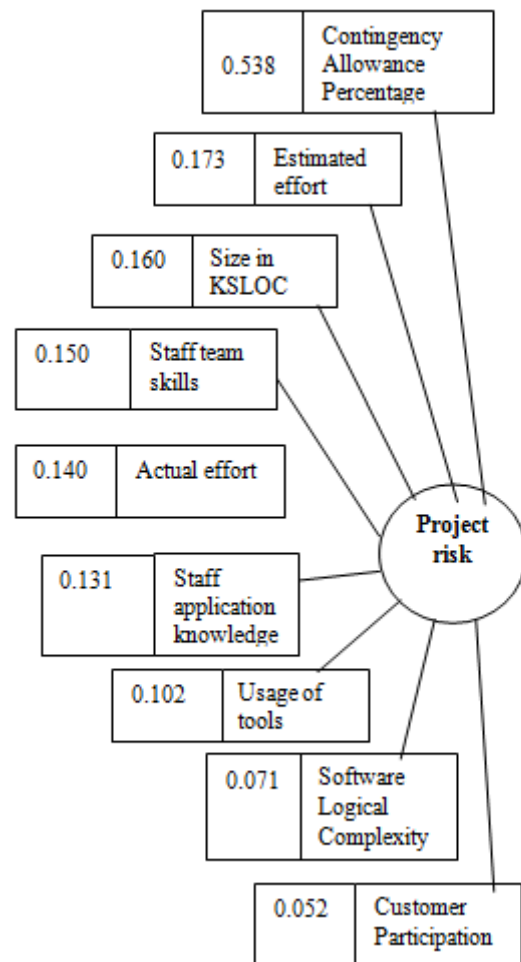 0.538
Contingency
Allowance
Percentage
0.173
Estimated
effort
0.160
Size in
KSLOC
0.150
Staff team
skills
0.140
Actual effort
Project
risk
0.131
Staff
application
knowledge
0.102
Usage of
tools
0.071
Software
Logical
Complexity
0.052
Customer
Participation